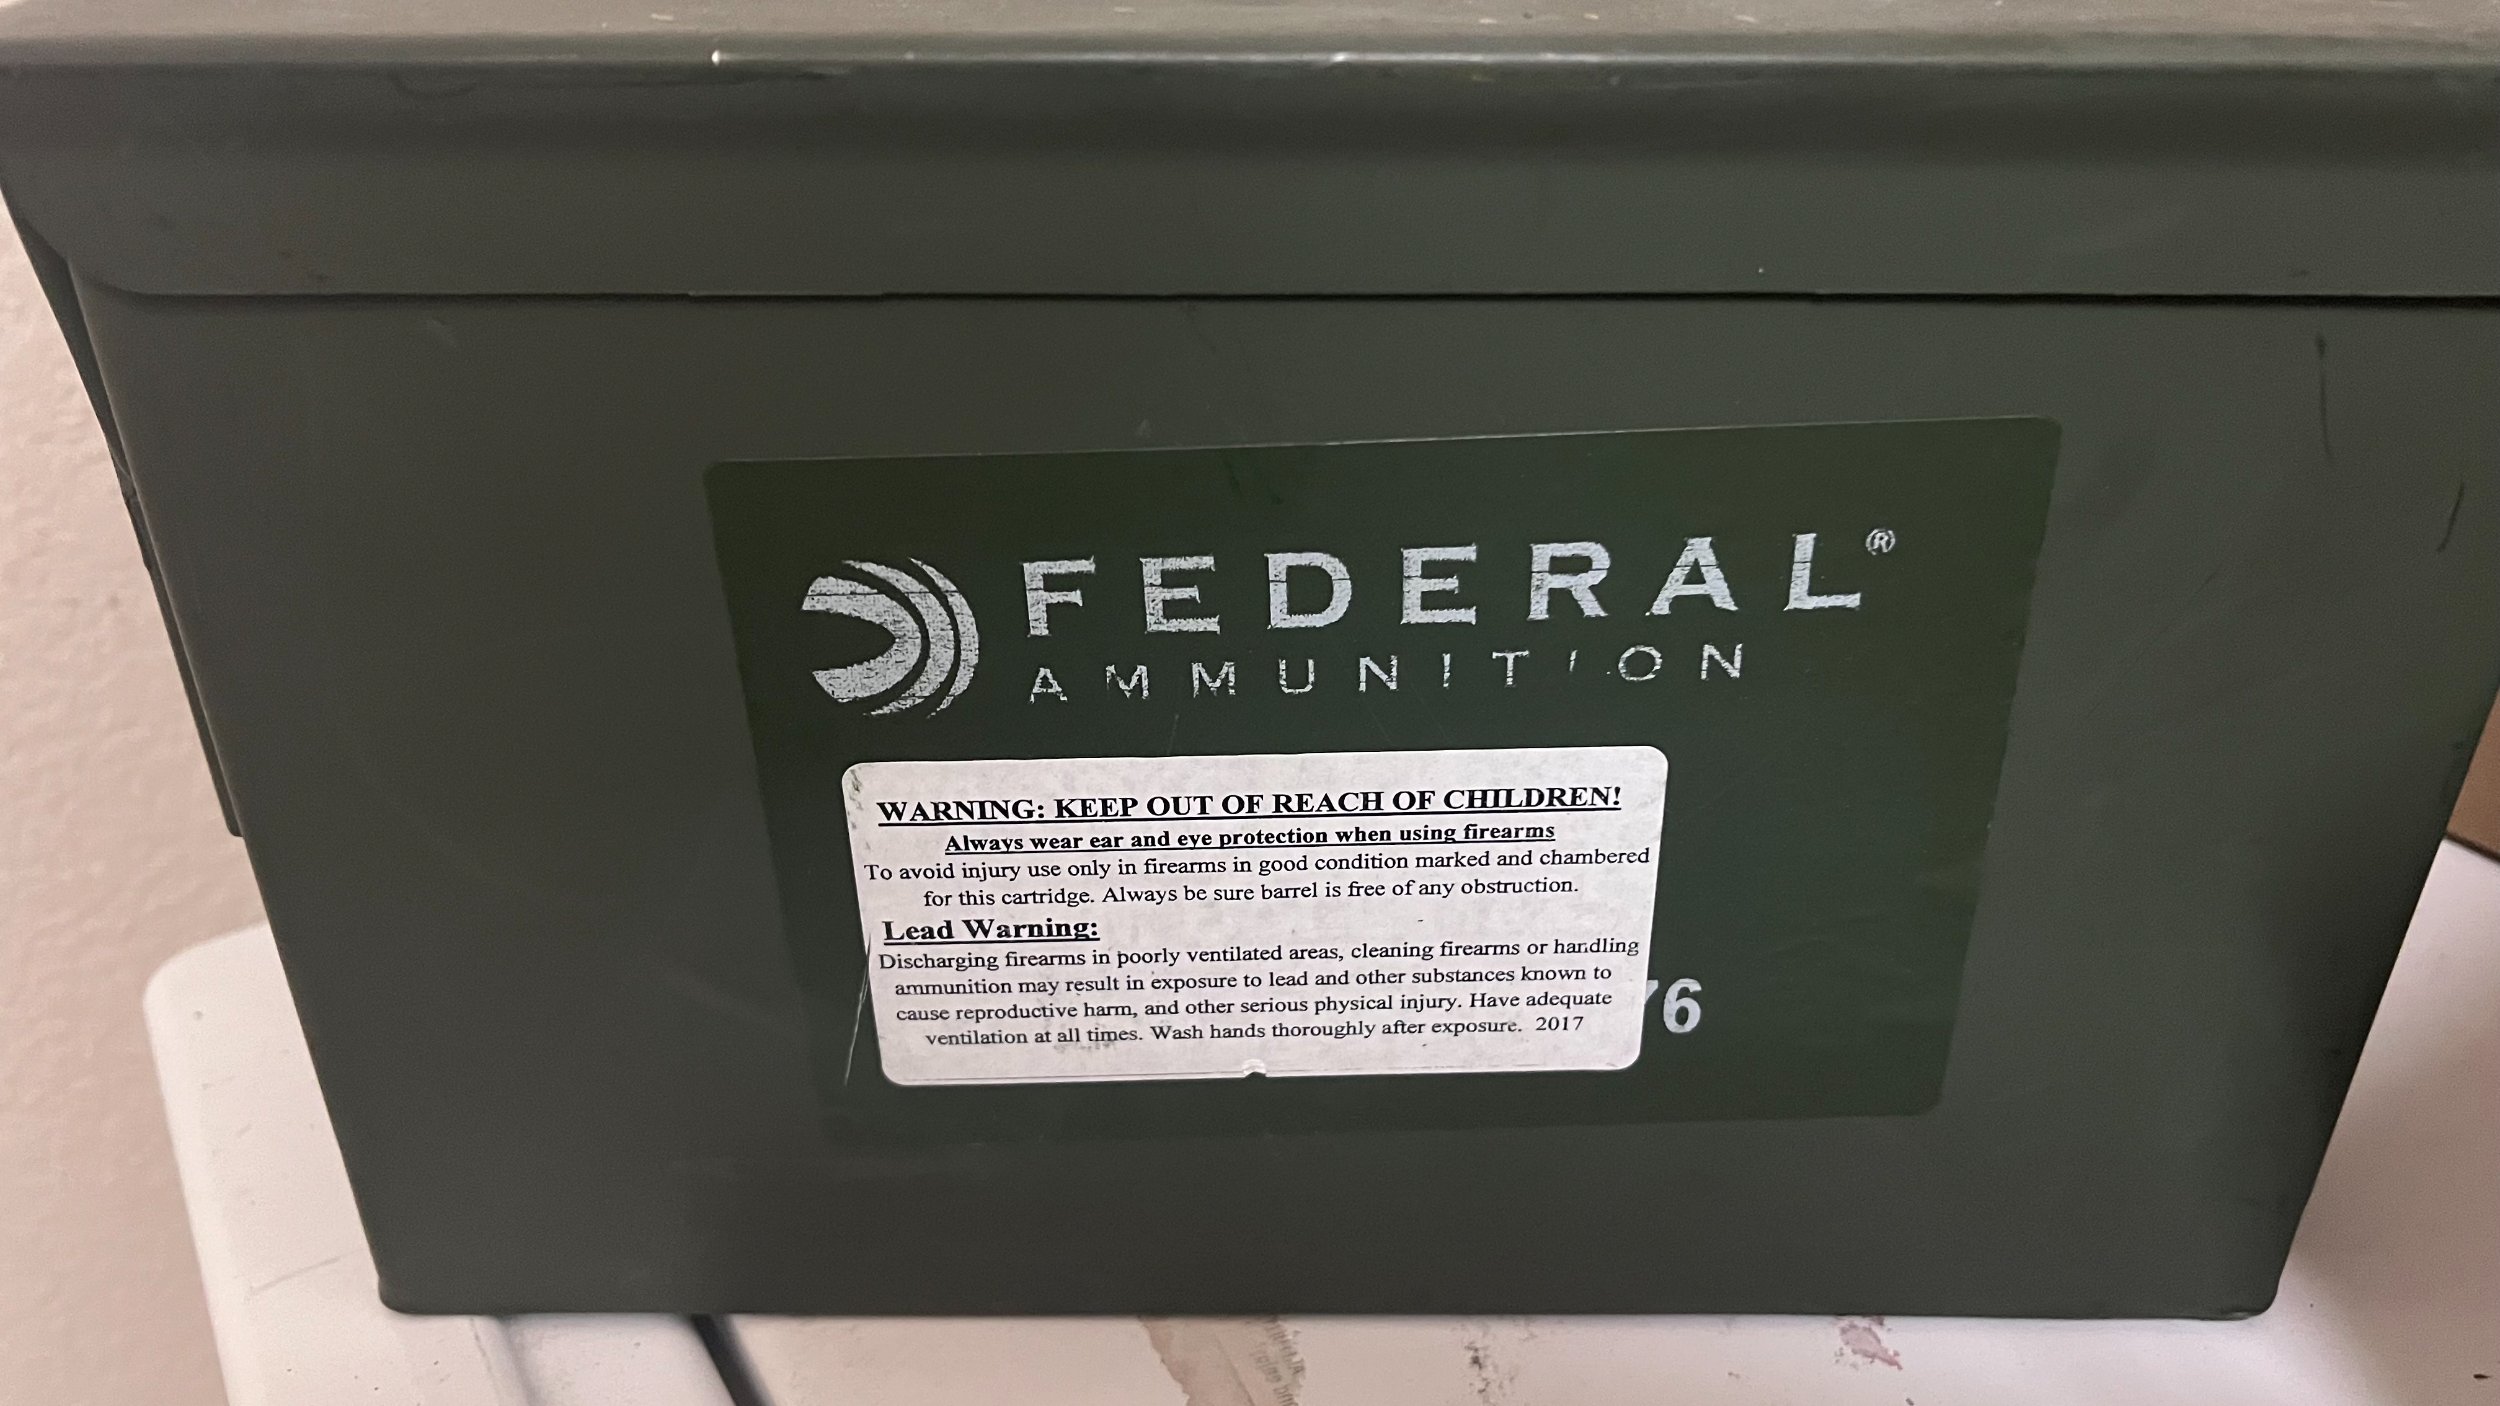 FEDERAL®
AMMUNITION
WARNING: KEEP OUT OF REACH OF CHILDREN!
Always wear ear and eye protection when using firearms
To avoid injury use only in firearms in good condition marked and chambered
for this cartridge. Always be sure barrel is free of any obstruction.
Lead Warning:
Discharging firearms in poorly ventilated areas, cleaning firearms or handling
ammunition may result in exposure to lead and other substances known to
cause reproductive harm, and other serious physical injury. Have adequate
ventilation at all times. Wash hands thoroughly after exposure. 2017
6